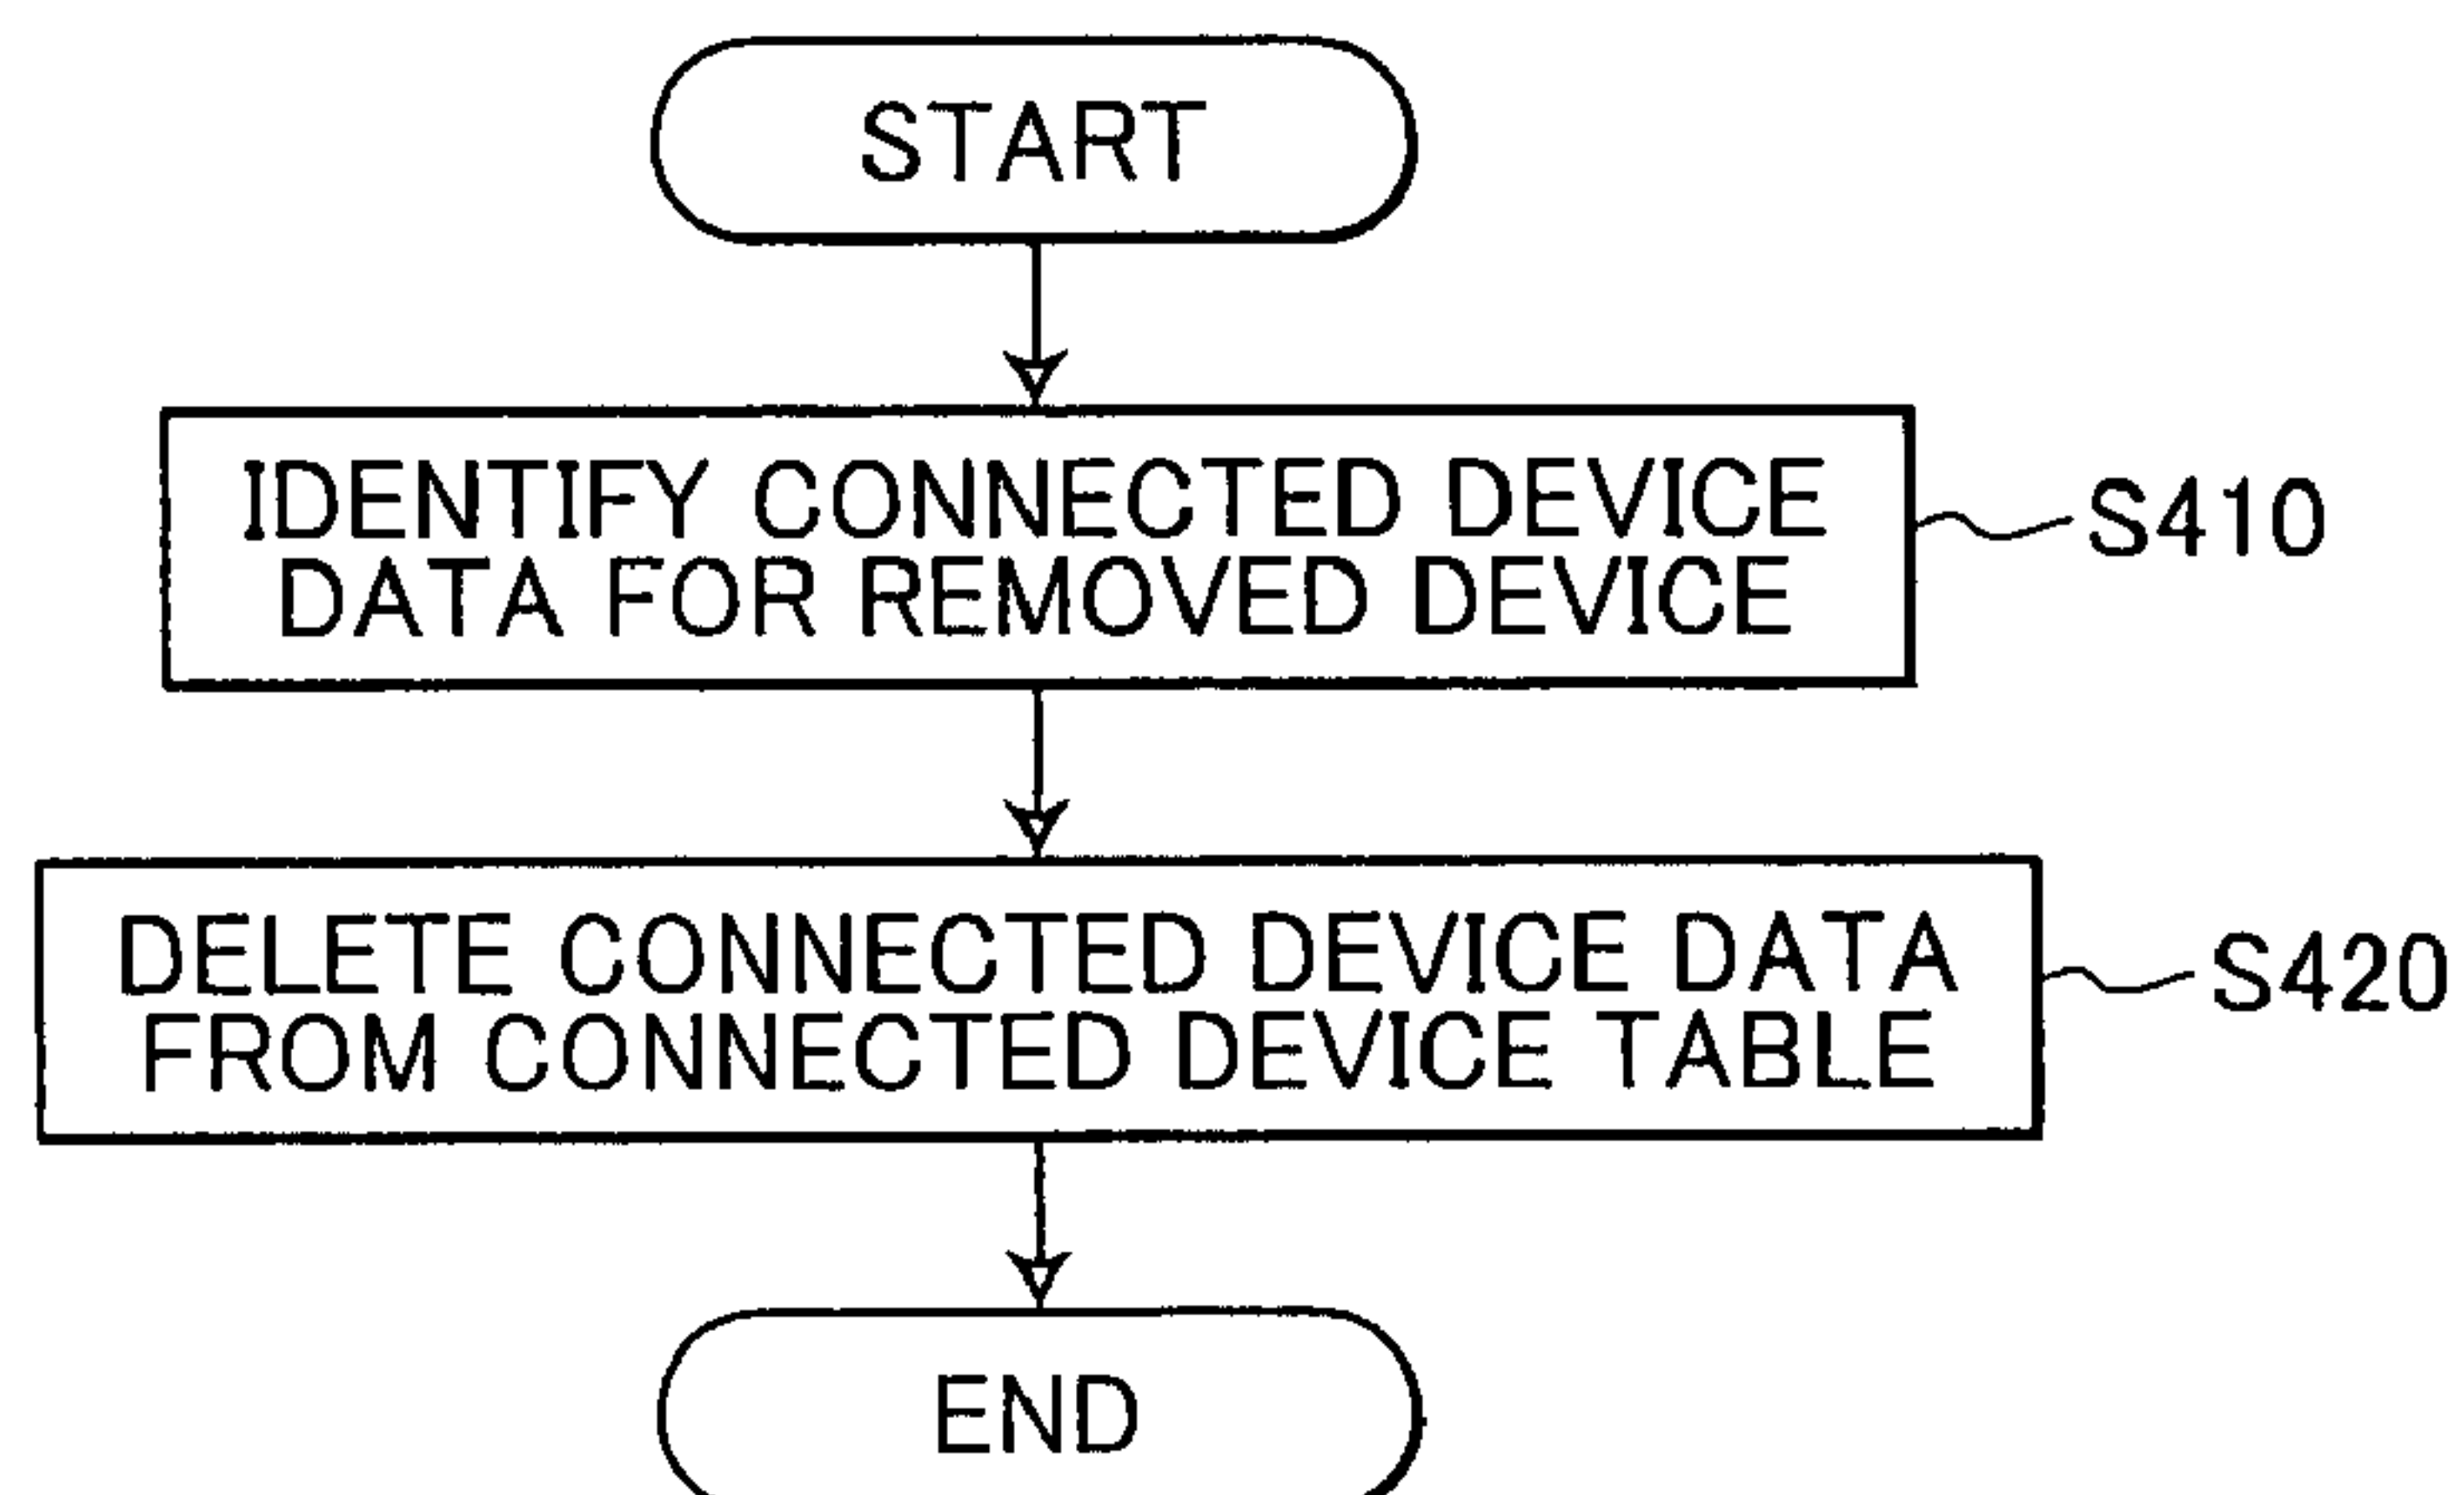 START
IDENTIFY CONNECTED DEVICE
DATA FOR REMOVED DEVICE
S410
DELETE CONNECTED DEVICE DATA
FROM CONNECTED DEVICE TABLE
S420
END